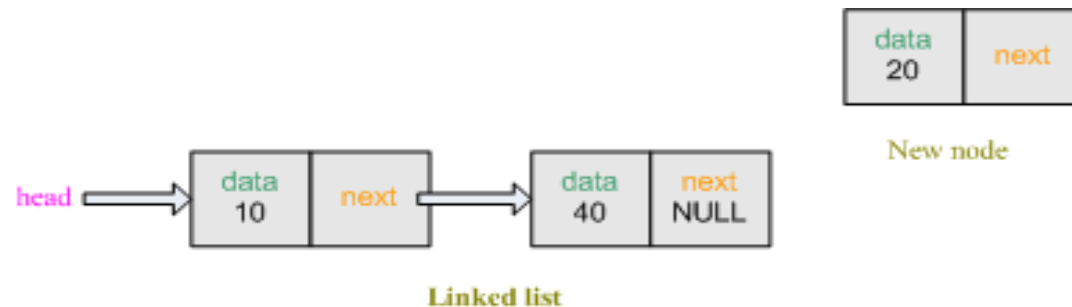 data
20
next
New node
head
data
10
next
data
40
next
NULL
Linked list